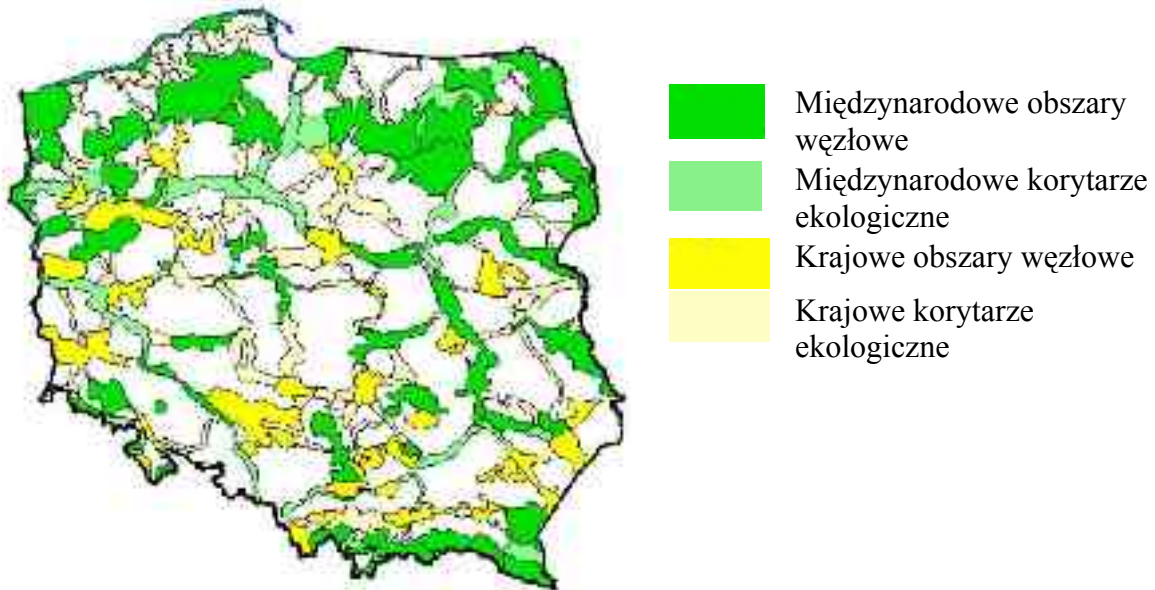 Międzynarodowe obszary
węzłowe
Międzynarodowe korytarze
ekologiczne
Krajowe obszary węzłowe
Krajowe korytarze
ekologiczne